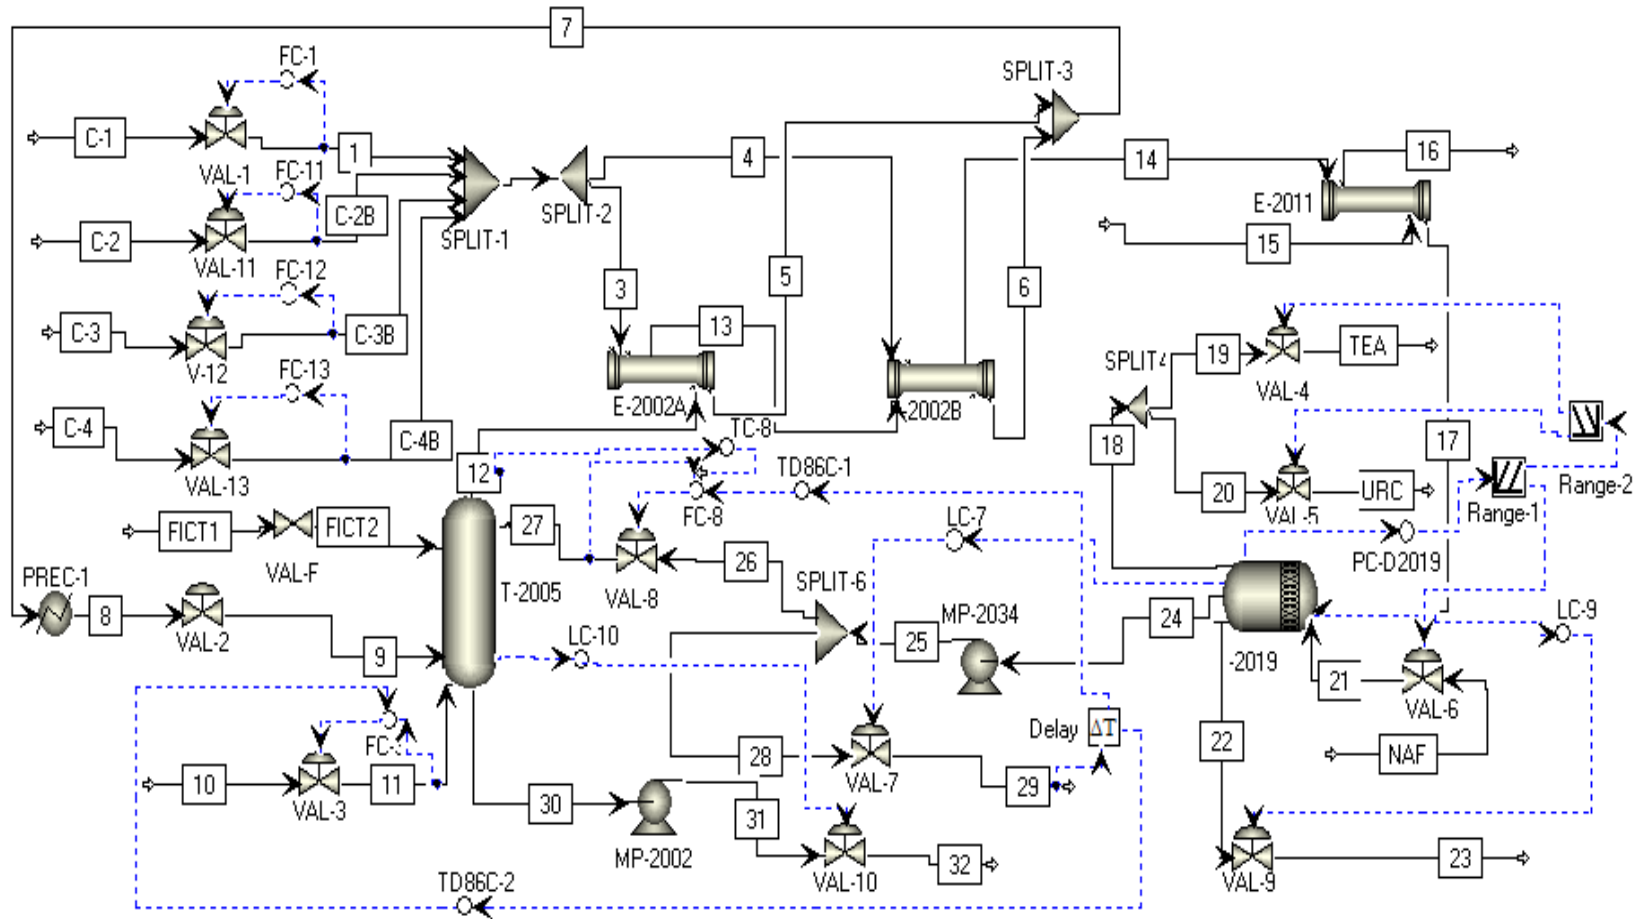 7
FC-1
SPLIT-3
C-1
1
4
14
16
VAL-1
FC-11
E-2011
C-2B
SPLIT-2
C-2
SPLIT-1
15
VAL-11
FC-12
5
6
3
13
C-3
C-3B
19
TEA
V-12
SPLIT-4
FC-13
E-2002A
-2002B
VAL-4
C-4
C-4B
TC-8
18
17
12
TD86C-1
VAL-13
20
URC
Range-2
FICT1
FICT2
27
FC-8
LC-7
VAL-5
Range-1
VAL-F
26
PC-D2019
PREC-1
T-2005
VAL-8
SPLIT-6
MP-2034
24
LC-9
8
VAL-2
LC-10
25
9
-2019
21
VAL-6
FC-
Delay
ΔT
22
NAF
10
VAL-3
11
28
VAL-7
29
30
31
MP-2002
VAL-10
32
VAL-9
23
TD86C-2